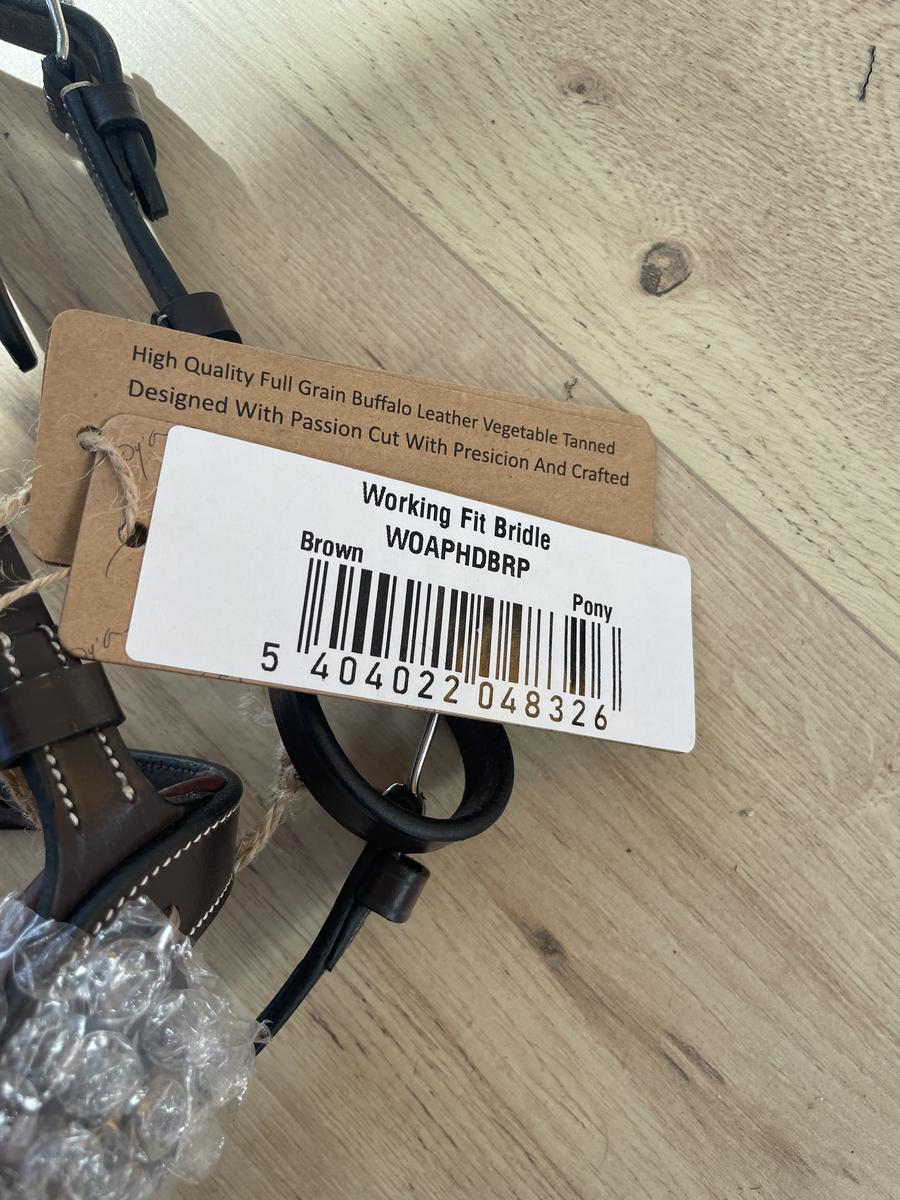 High Quality Full Grain Buffalo Leather Vegetable Tanned
Designed With Passion Cut With Presicion And Crafted
Working Fit Bridle
WOAPHDBRP
Brown
Pony
5 404022 048326